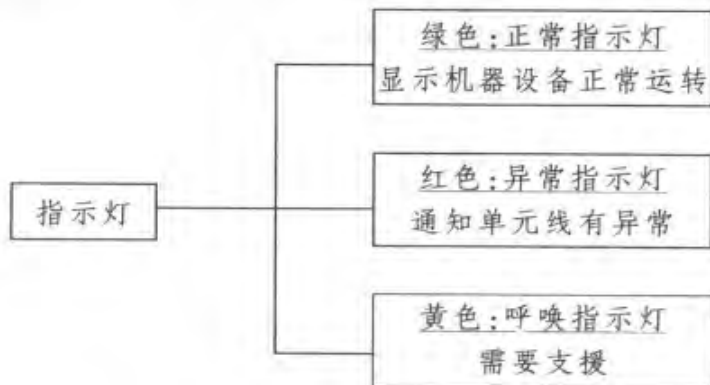 绿色:正常指示灯
显示机器设备正常运转
红色:异常指示灯
通知单元线有异常
指示灯
黄色:呼唤指示灯
需要支援